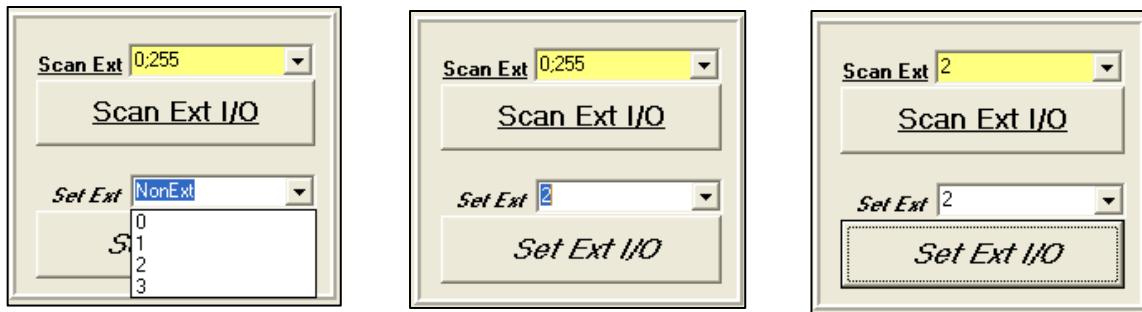 Scan Ext 0;255
Scan Ext I/O
Set Ext NonExt
S
0
1
2
3
Scan Ext 0;255
Scan Ext I/O
Set Ext 2
Set Ext I/O
Scan Ext 2
Scan Ext I/O
Set Ext 2
Set Ext I/O